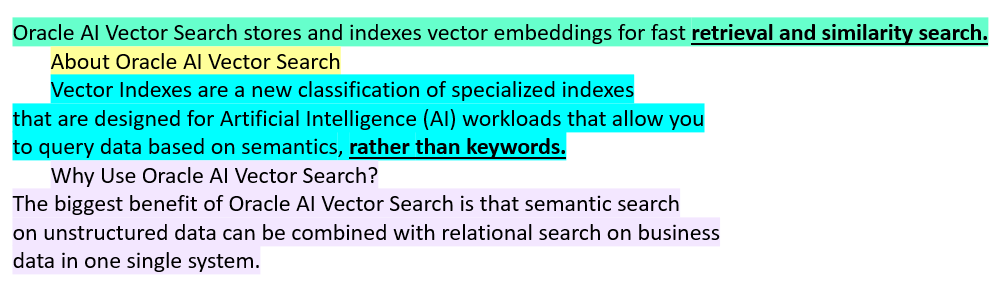 Oracle AI Vector Search stores and indexes vector embeddings for fast retrieval and similarity search.
About Oracle AI Vector Search
Vector Indexes are a new classification of specialized indexes
that are designed for Artificial Intelligence (AI) workloads that allow you
to query data based on semantics, rather than keywords.
Why Use Oracle AI Vector Search?
The biggest benefit of Oracle AI Vector Search is that semantic search
on unstructured data can be combined with relational search on business
data in one single system.